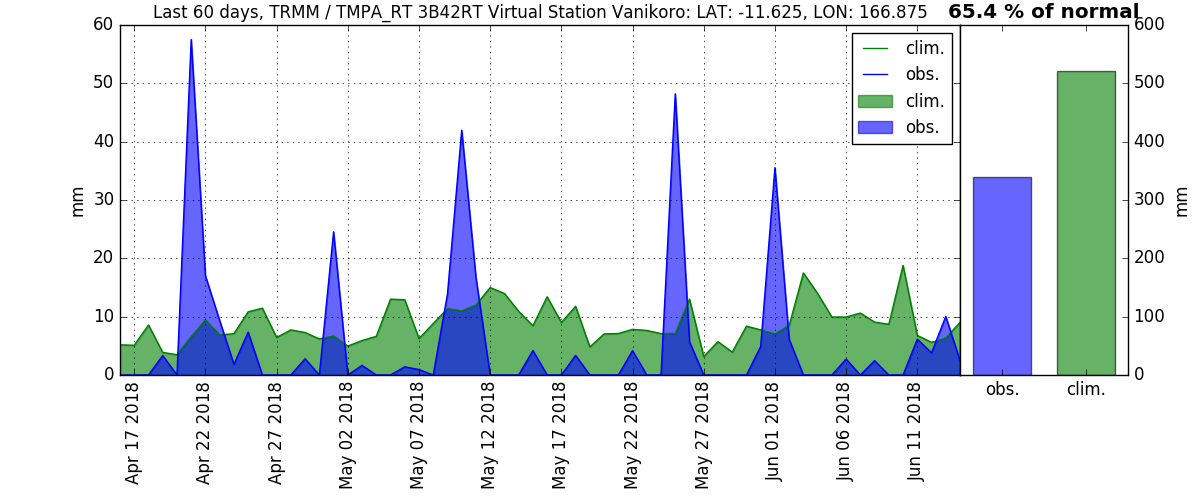 Last 60 days, TRMM / TMPA_RT 3B42RT Virtual Station Vanikoro: LAT: -11.625, LON: 166.875
65.4 % of normal
60
50
40
30
20
10
0
mm
clim.
obs.
clim.
obs.
Apr 17 2018
Apr 22 2018
Apr 27 2018
May 02 2018
May 07 2018
May 12 2018
May 17 2018
May 22 2018
May 27 2018
Jun 01 2018
Jun 06 2018
Jun 11 2018
600
500
400
300
200
100
0
mm
obs.
clim.